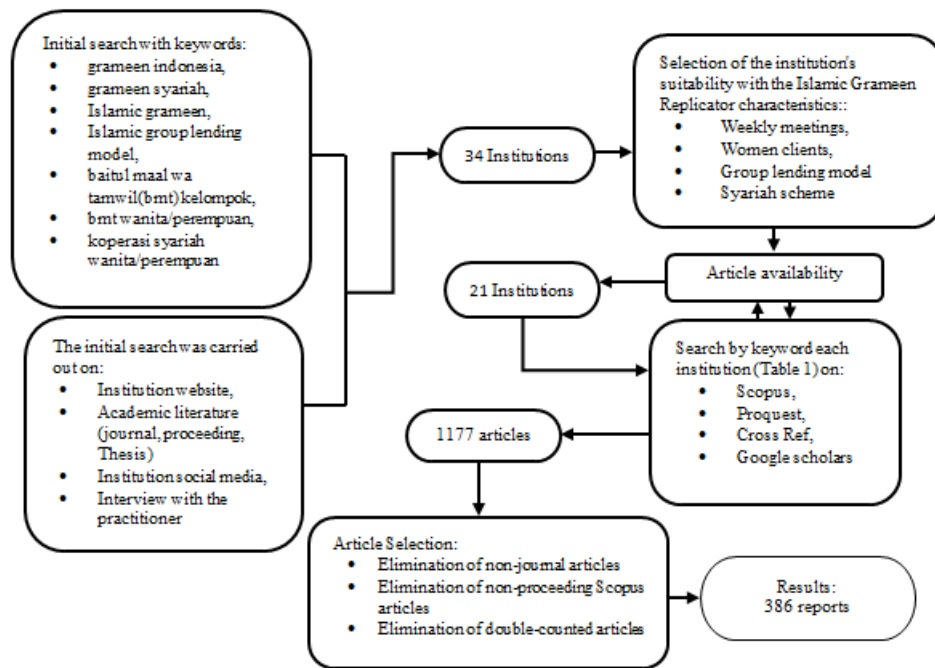 Initial search with keywords:
• grameen indonesia,
• grameen syariah,
• Islamic grameen,
• Islamic group lending
model,
• baitul maal wa
tamwil(bmt) kelompok,
• bmt wanita/perempuan,
• koperasi syariah
wanita/perempuan
The initial search was carried
out on:
• Institution website,
• Academic literature
(journal, proceeding,
Thesis)
• Institution social media,
• Interview with the
practitioner
34 Institutions
Selection of the institution's
suitability with the Islamic Grameen
Replicator characteristics::
• Weekly meetings,
• Women clients,
• Group lending model
• Syariah scheme
Article availability
21 Institutions
Search by keyword each
institution (Table 1) on:
• Scopus,
• Proquest,
• Cross Ref,
• Google scholars
1177 articles
Article Selection:
• Elimination of non-journal articles
• Elimination of non-proceeding Scopus
articles
• Elimination of double-counted articles
Results:
386 reports